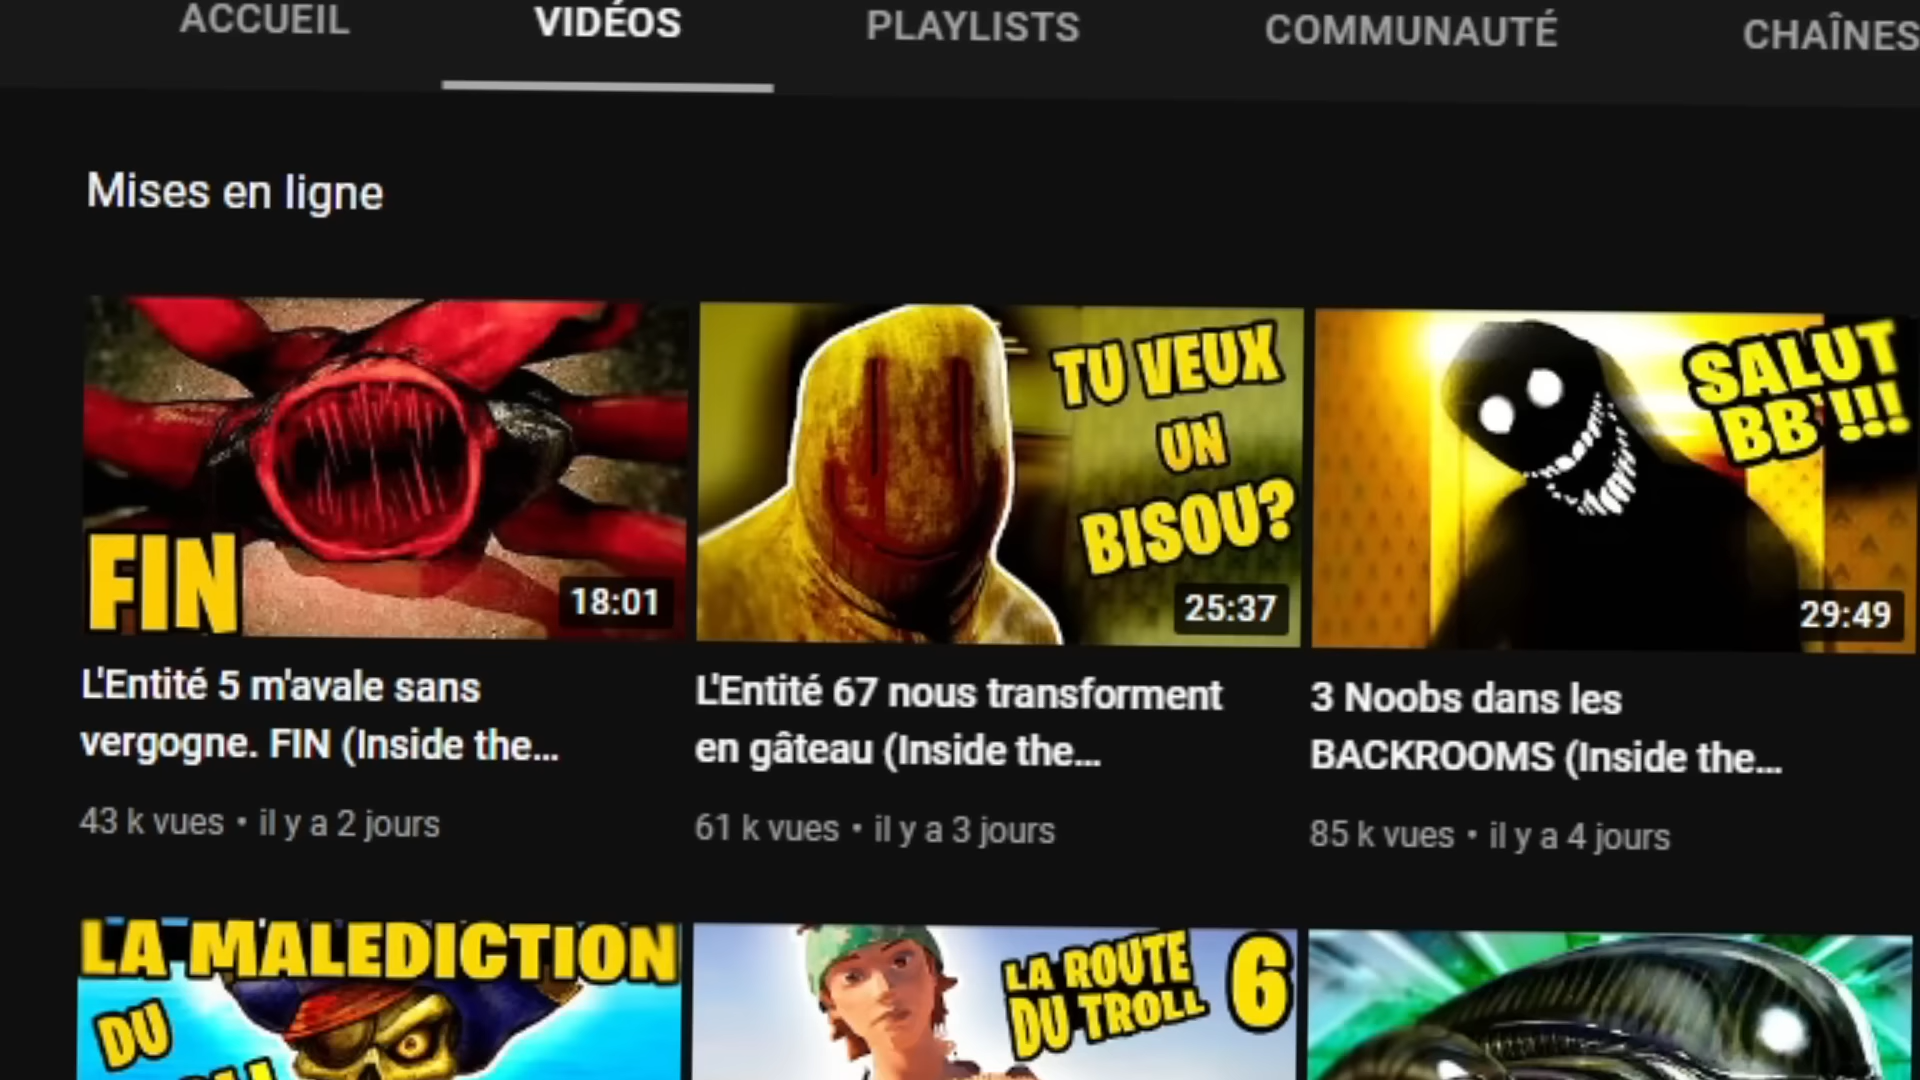 ACCUEIL
VIDÉOS
PLAYLISTS
COMMUNAUTÉ
CHAÎNES
Mises en ligne
FIN
18:01
TU VEUX
UN
BISOU?
25:37
SALUT
BB'!!!
29:49
L'Entité 5 m'avale sans
vergogne. FIN (Inside the...
43 k vues • il y a 2 jours
L'Entité 67 nous transforment
en gâteau (Inside the...
61 k vues • il y a 3 jours
3 Noobs dans les
BACKROOMS (Inside the...
85 k vues • il y a 4 jours
LA MALEDICTION
DU
LA ROUTE
DU TROLL
6